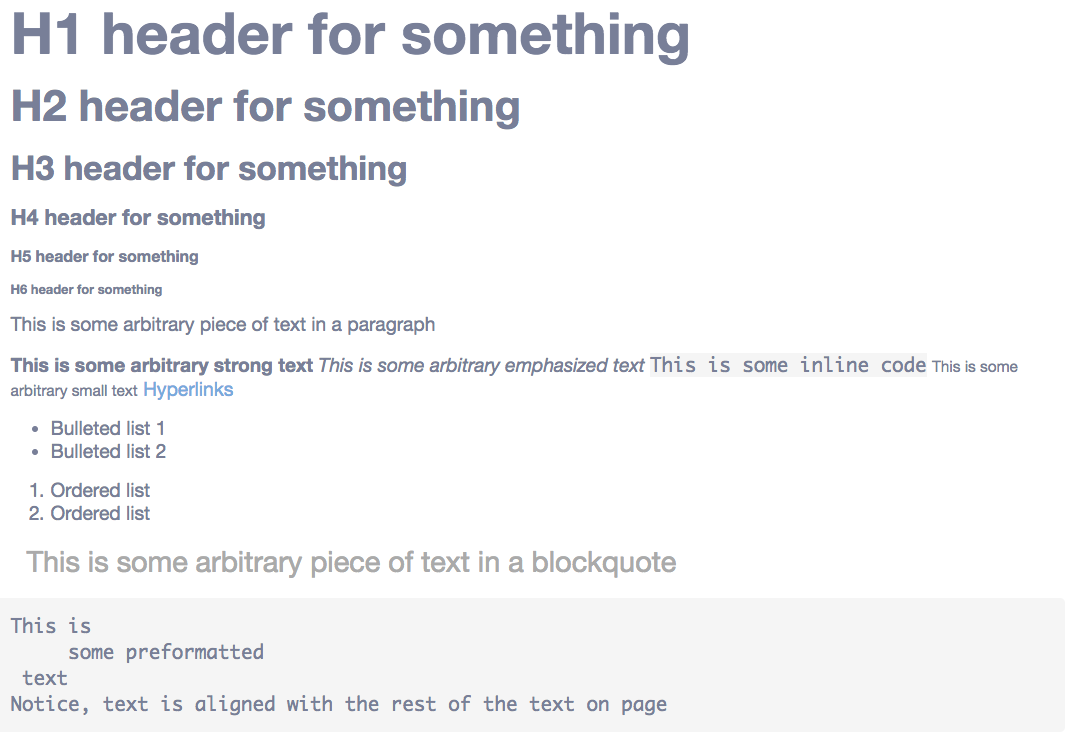 H1 header for something
H2 header for something
H3 header for something
H4 header for something
H5 header for something
H6 header for something
This is some arbitrary piece of text in a paragraph
This is some arbitrary strong text This is some arbitrary emphasized text This is some inline code This is some
arbitrary small text Hyperlinks
• Bulleted list 1
• Bulleted list 2
1. Ordered list
2. Ordered list
This is some arbitrary piece of text in a blockquote
This is
     some preformatted
 text
Notice, text is aligned with the rest of the text on page